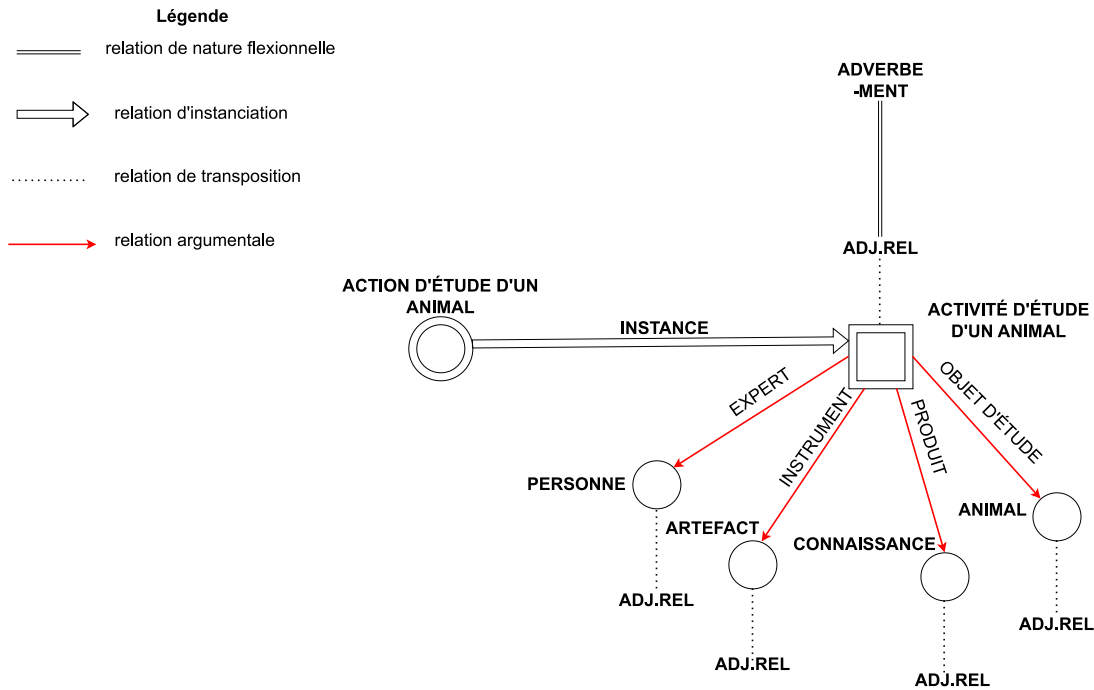 Légende
relation de nature flexionnelle
relation d'instanciation
relation de transposition
relation argumentale
ADVERBE
-MENT
ADJ.REL
ACTION D'ÉTUDE D'UN
ANIMAL
INSTANCE
ACTIVITÉ D'ÉTUDE
D'UN ANIMAL
EXPERT
INSTRUMENT
PRODUIT
OBJET D'ÉTUDE
PERSONNE
ARTEFACT
CONNAISSANCE
ANIMAL
ADJ.REL
ADJ.REL
ADJ.REL
ADJ.REL